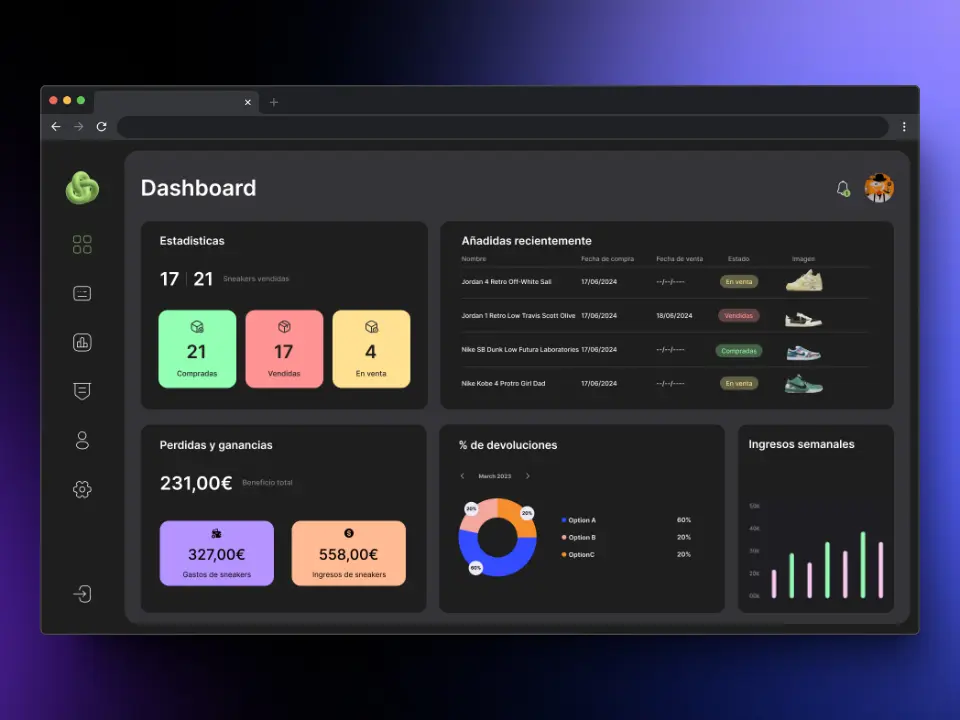 Dashboard
Estadisticas
17 | 21 Sneakers vendidas
21
Compradas
17
Vendidas
4
En venta
Añadidas recientemente
Nombre Fecha de compra Fecha de venta Estado Imagen
Jordan 4 Retro Off-White Sail 17/06/2024 --/--/---- En venta
Jordan 1 Retro Low Travis Scott Olive 17/06/2024 18/06/2024 Vendidas
Nike SB Dunk Low Futura Laboratories 17/06/2024 --/--/---- Compradas
Nike Kobe 4 Protro Girl Dad 17/06/2024 --/--/---- En venta
Perdidas y ganancias
231,00€ Beneficio total
327,00€
Gastos de sneakers
558,00€
Ingresos de sneakers
% de devoluciones
March 2023
20%
20%
60%
Option A 60%
Option B 20%
OptionC 20%
Ingresos semanales
50K
40K
30K
20K
00K